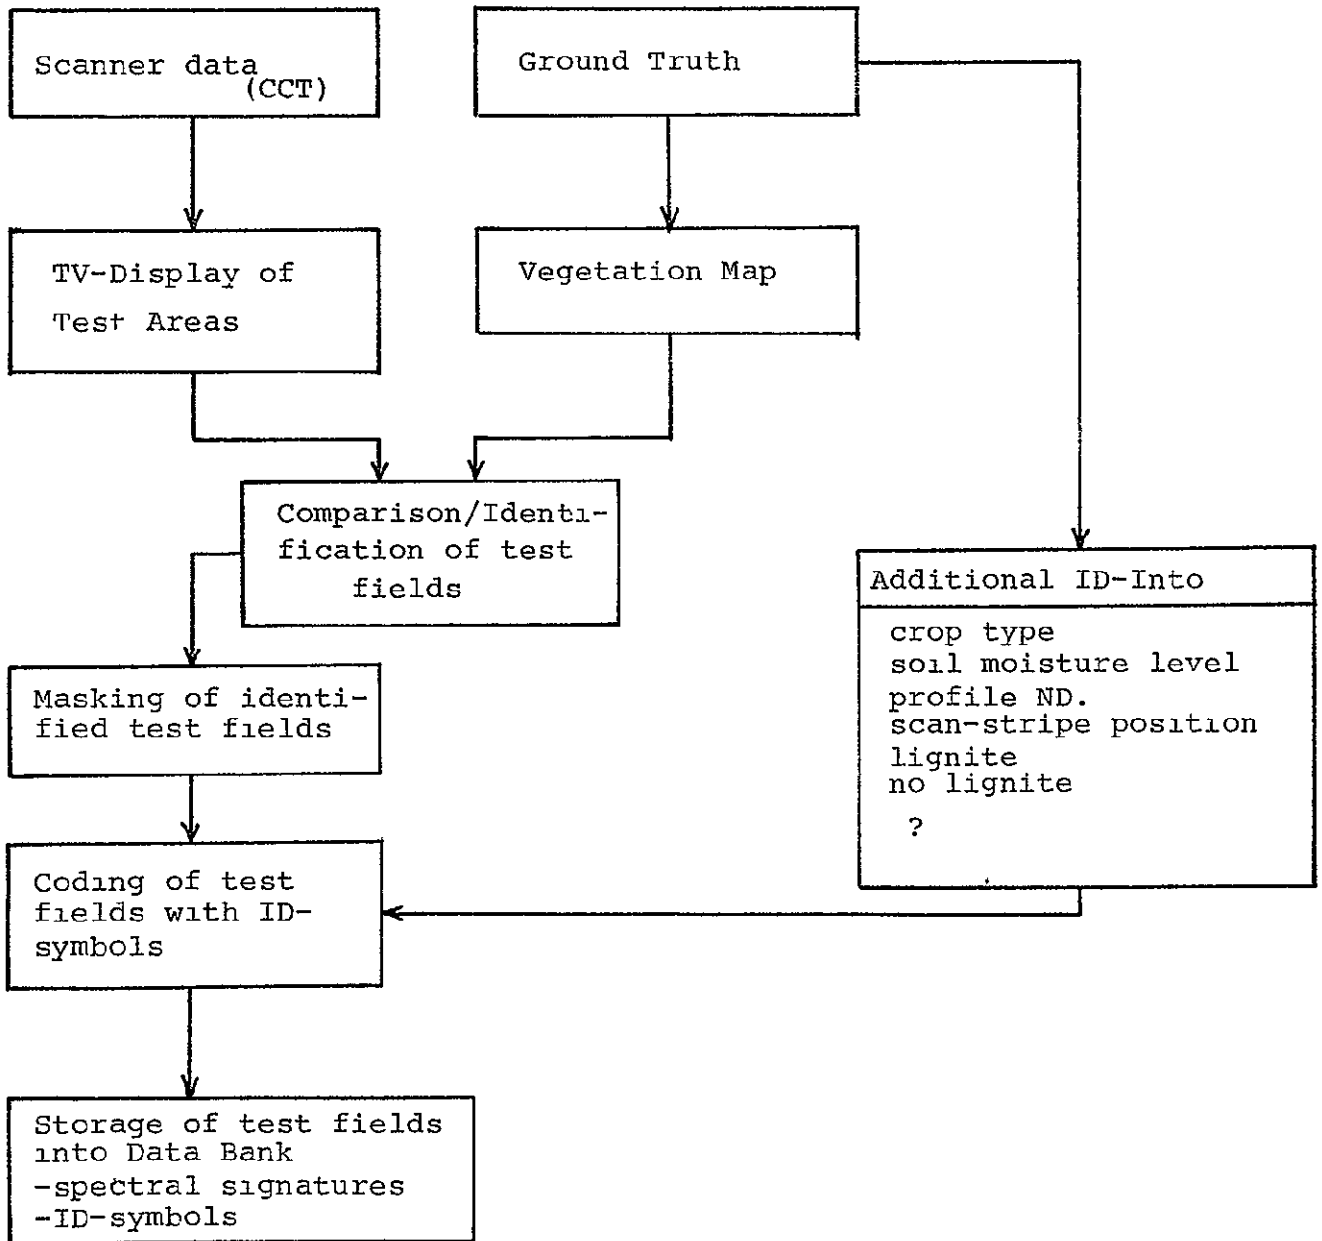 Scanner data
(CCT)
Ground Truth
TV-Display of
Test Areas
Vegetation Map
Comparison/Identi-
fication of test
fields
Additional ID-Into
crop type
soil moisture level
profile ND.
scan-stripe position
lignite
no lignite
?
Masking of identi-
fied test fields
Coding of test
fields with ID-
symbols
Storage of test fields
into Data Bank
-spectral signatures
-ID-symbols